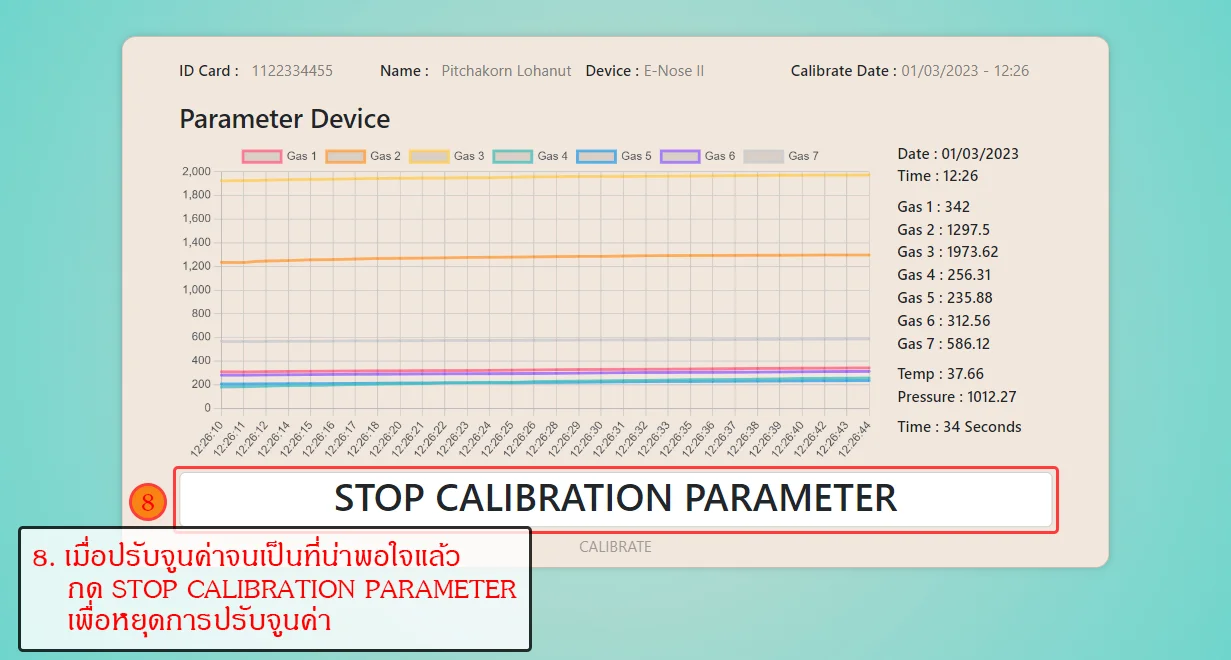 ID Card : 1122334455 Name : Pitchakorn Lohanut Device : E-Nose II Calibrate Date : 01/03/2023 - 12:26
Parameter Device
Gas 1 Gas 2 Gas 3 Gas 4 Gas 5 Gas 6 Gas 7
2,000
1,800
1,600
1,400
1,200
1,000
800
600
400
200
0
12:26:10 12:26:11 12:26:12 12:26:14 12:26:15 12:26:16 12:26:17 12:26:18 12:26:20 12:26:21 12:26:22 12:26:23 12:26:24 12:26:25 12:26:26 12:26:28 12:26:29 12:26:30 12:26:31 12:26:32 12:26:33 12:26:35 12:26:36 12:26:37 12:26:38 12:26:39 12:26:40 12:26:42 12:26:43 12:26:44
Date : 01/03/2023
Time : 12:26
Gas 1 : 342
Gas 2 : 1297.5
Gas 3 : 1973.62
Gas 4 : 256.31
Gas 5 : 235.88
Gas 6 : 312.56
Gas 7 : 586.12
Temp : 37.66
Pressure : 1012.27
Time : 34 Seconds
8
STOP CALIBRATION PARAMETER
CALIBRATE
8. เมื่อปรับจูนค่าจนเป็นที่น่าพอใจแล้ว
กด STOP CALIBRATION PARAMETER
เพื่อหยุดการปรับจูนค่า